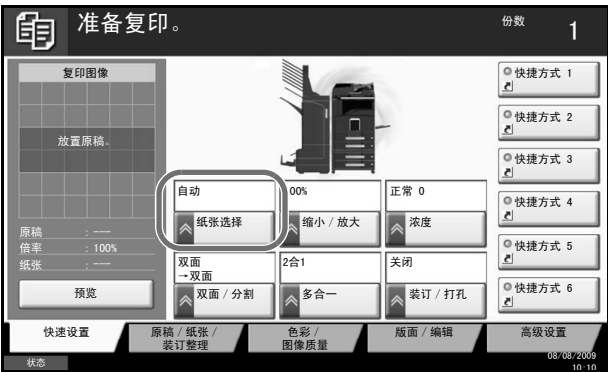 准备复印。
份数
1
复印图像
放置原稿。
原稿 : ---
倍率 : 100%
纸张 : ---
预览
自动
纸张选择
00%
缩小 / 放大
正常 0
浓度
双面
→双面
双面 / 分割
2合1
多合一
关闭
装订 / 打孔
快捷方式 1
快捷方式 2
快捷方式 3
快捷方式 4
快捷方式 5
快捷方式 6
快速设置
原稿 / 纸张 /
装订整理
色彩 /
图像质量
版面 / 编辑
高级设置
状态
08/08/2009
10:10